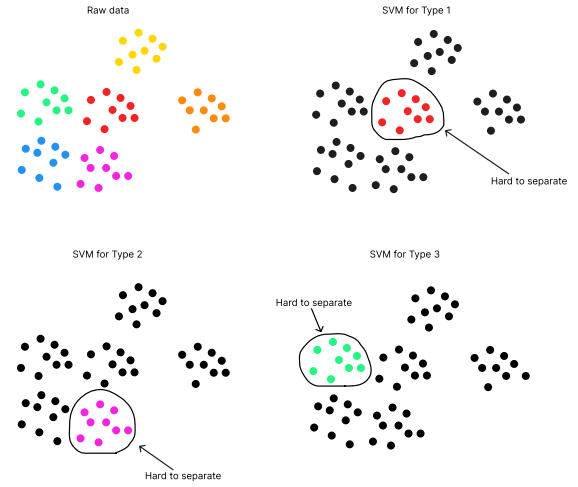 Raw data
SVM for Type 1
Hard to separate
SVM for Type 2
Hard to separate
SVM for Type 3
Hard to separate